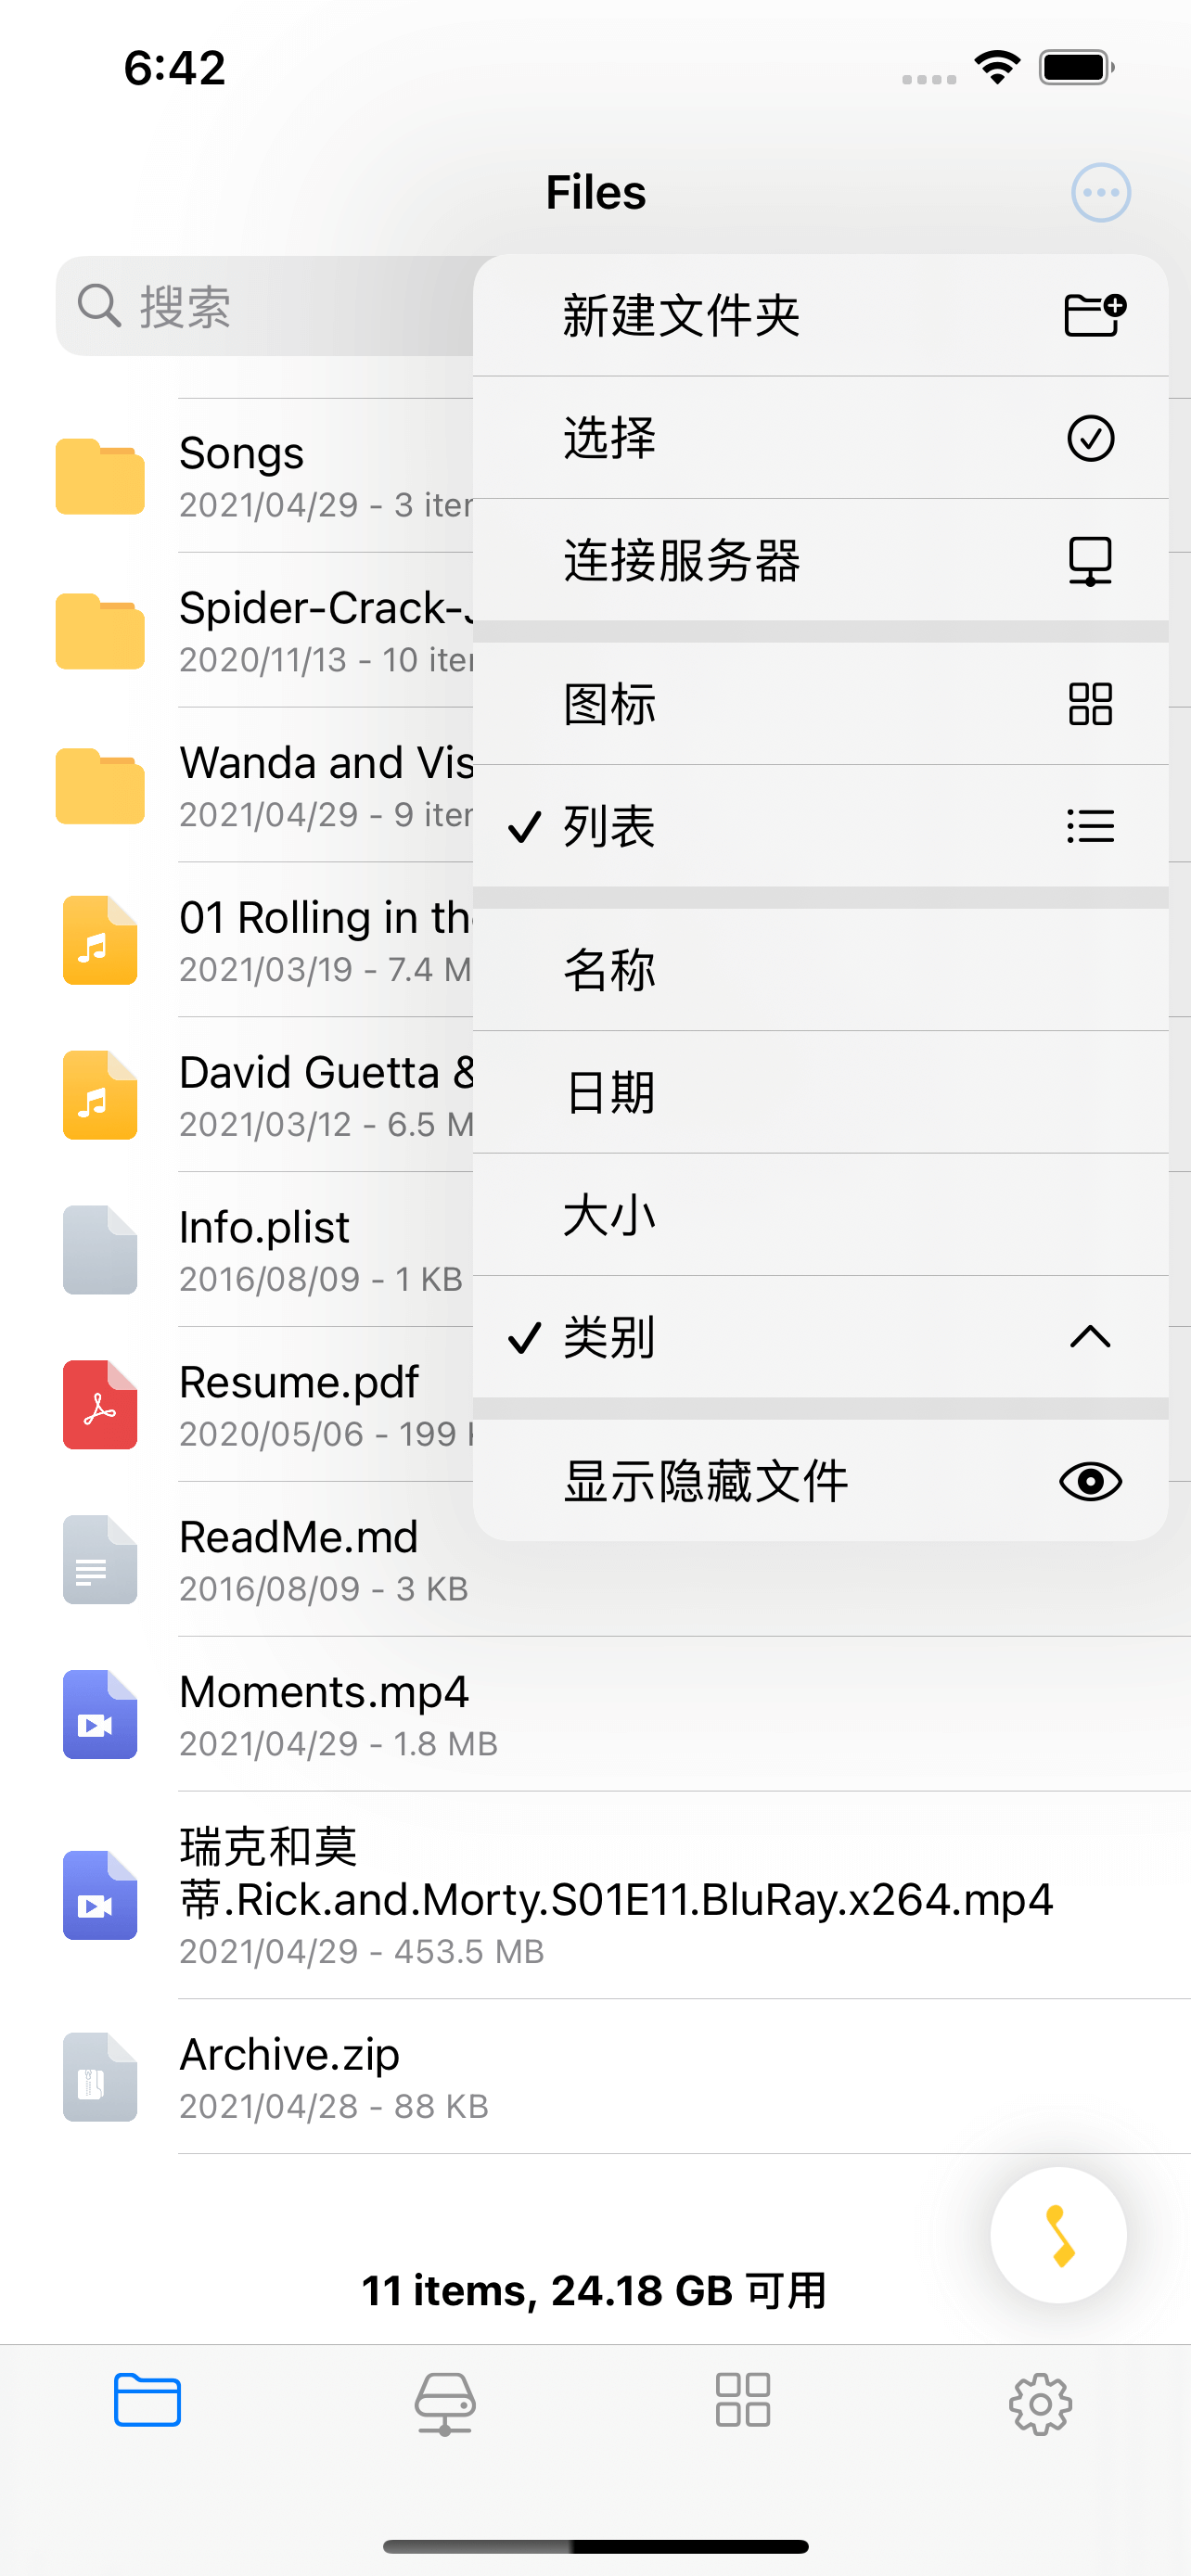 6:42
Files
搜索
新建文件夹
选择
连接服务器
图标
列表
名称
日期
大小
类别
显示隐藏文件
Songs
2021/04/29 - 3
Spider-Crack-
2020/11/13 - 10
Wanda and
2021/04/29 - 9
01 Rolling in
2021/03/19 - 7.4
David Guetta &
2021/03/12 - 6.5
Info.plist
2016/08/09 - 1 KB
Resume.pdf
2020/05/06 - 199
ReadMe.md
2016/08/09 - 3 KB
Moments.mp4
2021/04/29 - 1.8 MB
瑞克和莫
蒂.Rick.and.Morty.S01E11.BluRay.x264.mp4
2021/04/29 - 453.5 MB
Archive.zip
2021/04/28 - 88 KB
11 items, 24.18 GB 可用